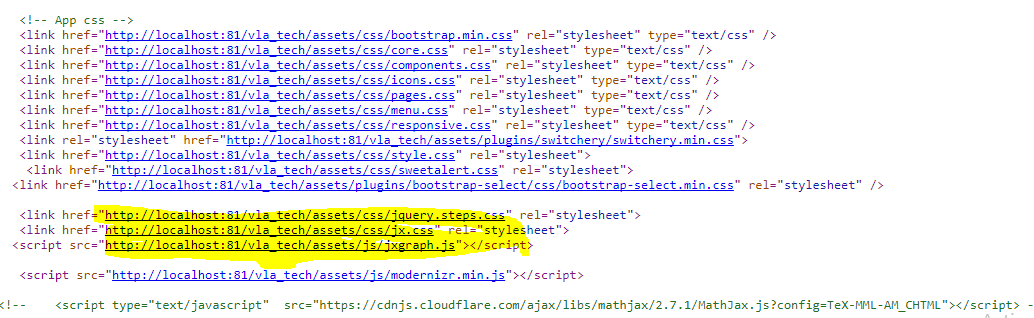 <!-- App css -->
<link href="http://localhost:81/vla_tech/assets/css/bootstrap.min.css" rel="stylesheet" type="text/css" />
<link href="http://localhost:81/vla_tech/assets/css/core.css" rel="stylesheet" type="text/css" />
<link href="http://localhost:81/vla_tech/assets/css/components.css" rel="stylesheet" type="text/css" />
<link href="http://localhost:81/vla_tech/assets/css/icons.css" rel="stylesheet" type="text/css" />
<link href="http://localhost:81/vla_tech/assets/css/pages.css" rel="stylesheet" type="text/css" />
<link href="http://localhost:81/vla_tech/assets/css/menu.css" rel="stylesheet" type="text/css" />
<link href="http://localhost:81/vla_tech/assets/css/responsive.css" rel="stylesheet" type="text/css" />
<link rel="stylesheet" href="http://localhost:81/vla_tech/assets/plugins/switchery/switchery.min.css">
<link href="http://localhost:81/vla_tech/assets/css/style.css" rel="stylesheet">
<link href="http://localhost:81/vla_tech/assets/css/sweetalert.css" rel="stylesheet">
<link href="http://localhost:81/vla_tech/assets/plugins/bootstrap-select/css/bootstrap-select.min.css" rel="stylesheet" />
<link href="http://localhost:81/vla_tech/assets/css/jquery.steps.css" rel="stylesheet">
<link href="http://localhost:81/vla_tech/assets/css/jx.css" rel="stylesheet">
<script src="http://localhost:81/vla_tech/assets/js/jxgraph.js"></script>
<script src="http://localhost:81/vla_tech/assets/js/modernizr.min.js"></script>
<!-- <script type="text/javascript" src="https://cdnjs.cloudflare.com/ajax/libs/mathjax/2.7.1/MathJax.js?config=TeX-MML-AM_CHTML"></script> -